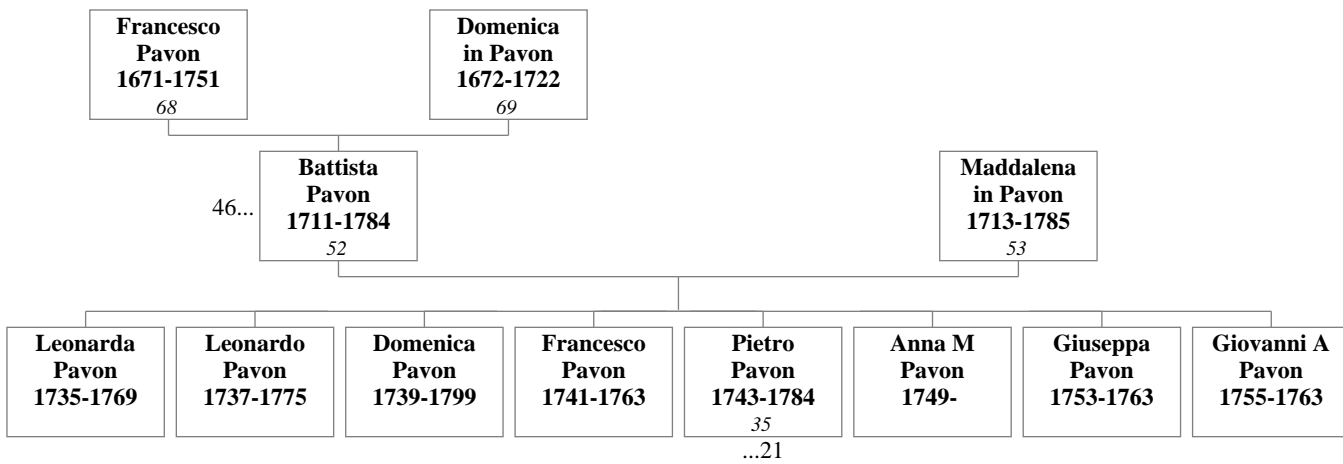 Francesco
Pavon
1671-1751
68
Domenica
in Pavon
1672-1722
69
46...
Battista
Pavon
1711-1784
52
Maddalena
in Pavon
1713-1785
53
Leonarda
Pavon
1735-1769
Leonardo
Pavon
1737-1775
Domenica
Pavon
1739-1799
Francesco
Pavon
1741-1763
Pietro
Pavon
1743-1784
35
...21
Anna M
Pavon
1749-
Giuseppa
Pavon
1753-1763
Giovanni A
Pavon
1755-1763